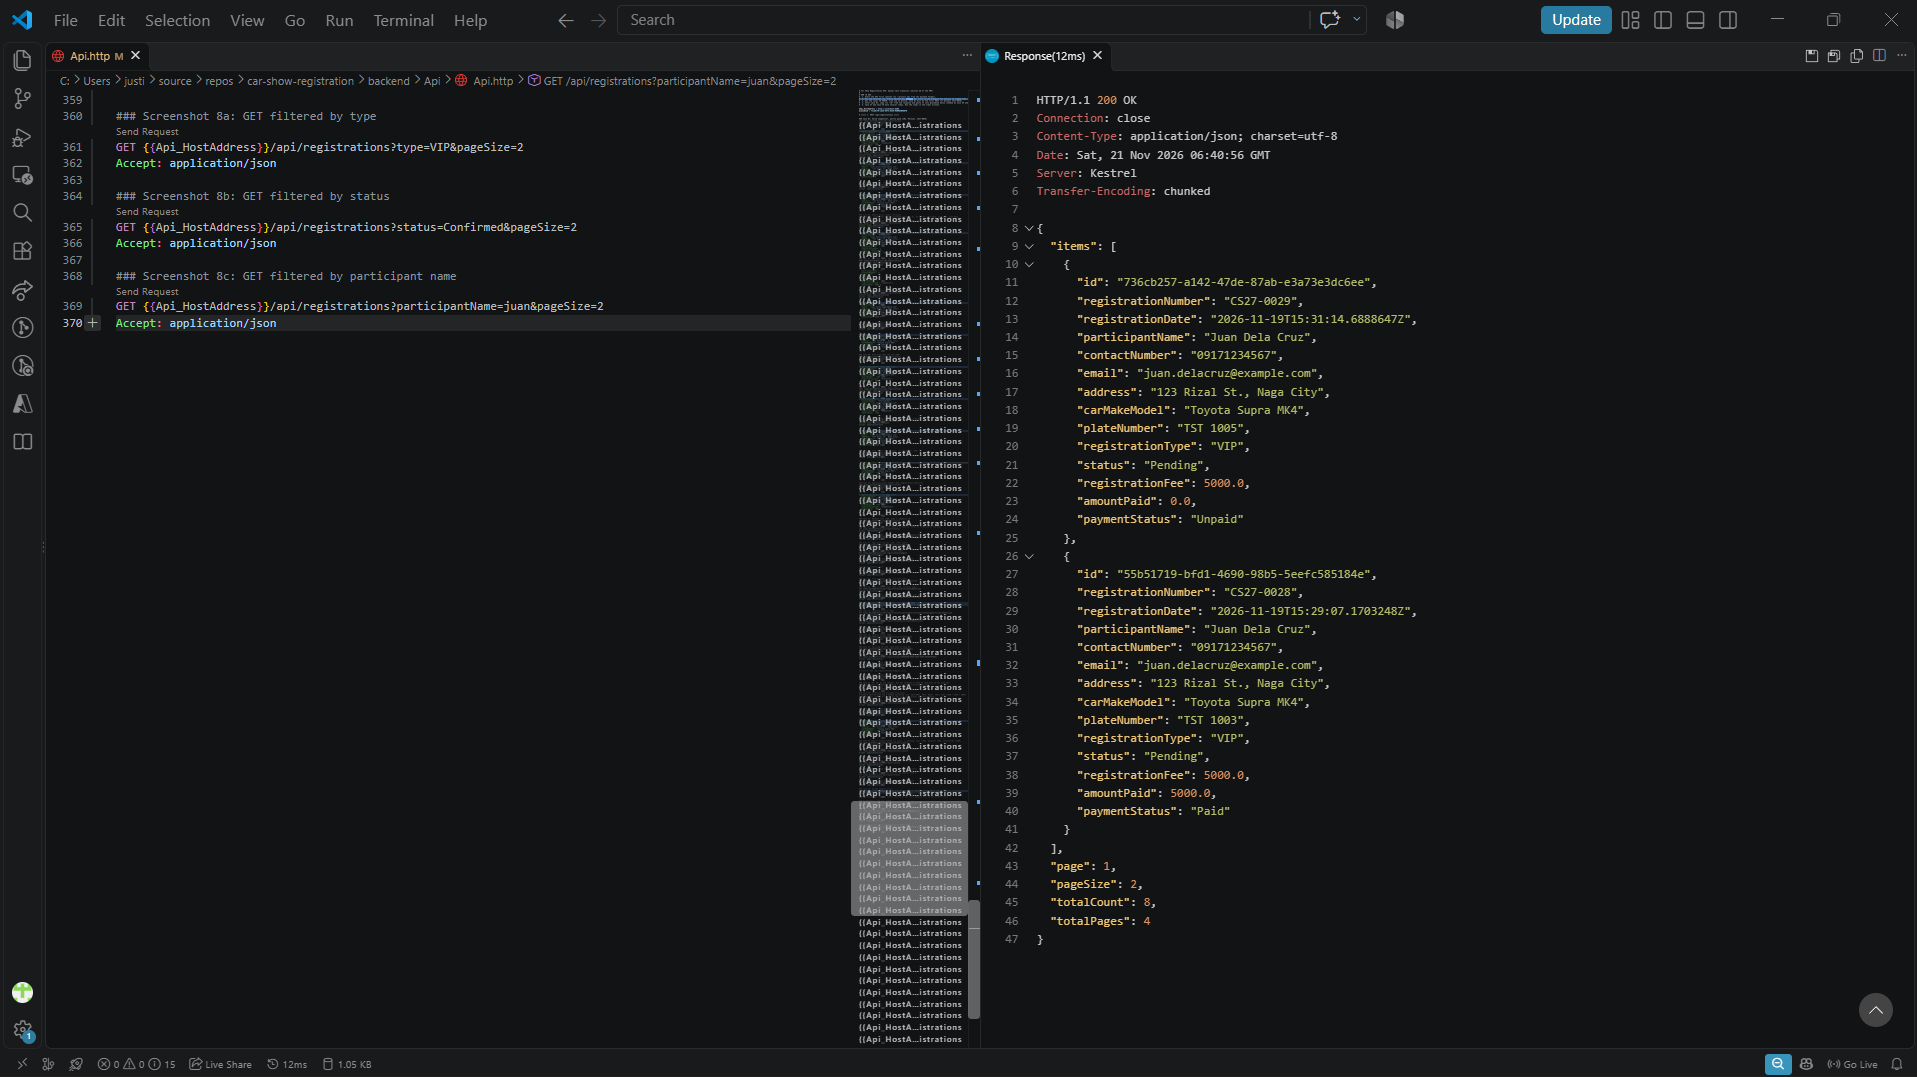 File Edit Selection View Go Run Terminal Help
Search
Update
Api.http M
Response(12ms)
C: > Users > justi > source > repos > car-show-registration > backend > Api > Api.http > GET /api/registrations?participantName=juan&pageSize=2
359
360 ### Screenshot 8a: GET filtered by type
Send Request
361 GET {{Api_HostAddress}}/api/registrations?type=VIP&pageSize=2
362 Accept: application/json
363
364 ### Screenshot 8b: GET filtered by status
Send Request
365 GET {{Api_HostAddress}}/api/registrations?status=Confirmed&pageSize=2
366 Accept: application/json
367
368 ### Screenshot 8c: GET filtered by participant name
Send Request
369 GET {{Api_HostAddress}}/api/registrations?participantName=juan&pageSize=2
370 Accept: application/json
1 HTTP/1.1 200 OK
2 Connection: close
3 Content-Type: application/json; charset=utf-8
4 Date: Sat, 21 Nov 2026 06:40:56 GMT
5 Server: Kestrel
6 Transfer-Encoding: chunked
7
8 {
9 "items": [
10 {
11 "id": "736cb257-a142-47de-87ab-e3a73e3dc6ee",
12 "registrationNumber": "CS27-0029",
13 "registrationDate": "2026-11-19T15:31:14.6888647Z",
14 "participantName": "Juan Dela Cruz",
15 "contactNumber": "09171234567",
16 "email": "juan.delacruz@example.com",
17 "address": "123 Rizal St., Naga City",
18 "carMakeModel": "Toyota Supra MK4",
19 "plateNumber": "TST 1005",
20 "registrationType": "VIP",
21 "status": "Pending",
22 "registrationFee": 5000.0,
23 "amountPaid": 0.0,
24 "paymentStatus": "Unpaid"
25 },
26 {
27 "id": "55b51719-bfd1-4690-98b5-5eefc585184e",
28 "registrationNumber": "CS27-0028",
29 "registrationDate": "2026-11-19T15:29:07.1703248Z",
30 "participantName": "Juan Dela Cruz",
31 "contactNumber": "09171234567",
32 "email": "juan.delacruz@example.com",
33 "address": "123 Rizal St., Naga City",
34 "carMakeModel": "Toyota Supra MK4",
35 "plateNumber": "TST 1003",
36 "registrationType": "VIP",
37 "status": "Pending",
38 "registrationFee": 5000.0,
39 "amountPaid": 5000.0,
40 "paymentStatus": "Paid"
41 }
42 ],
43 "page": 1,
44 "pageSize": 2,
45 "totalCount": 8,
46 "totalPages": 4
47 }
1
0 0 15 Live Share 12ms 1.05 KB
Go Live